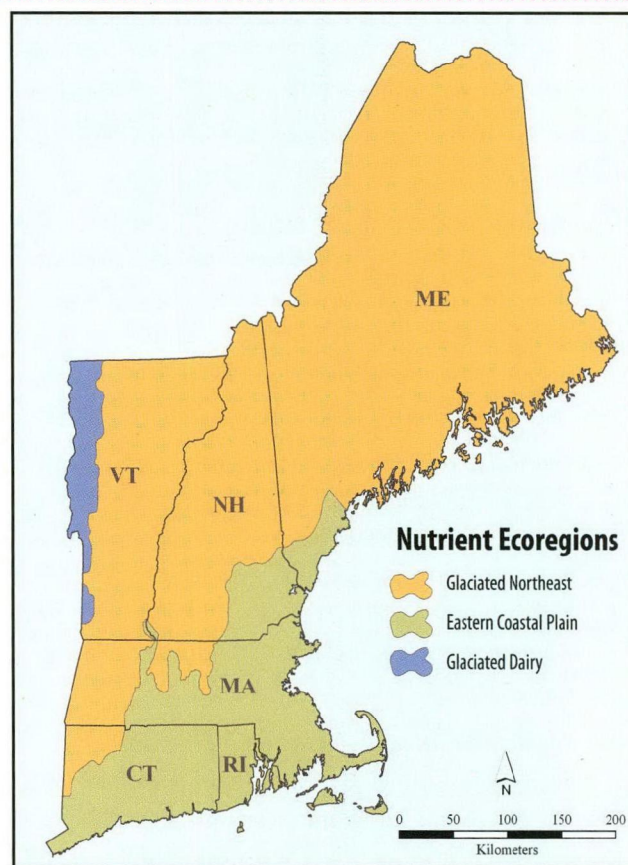 ME
VT
NH
Nutrient Ecoregions
Glaciated Northeast
Eastern Coastal Plain
Glaciated Dairy
MA
CT
RI
N
0 50 100 150 200
Kilometers